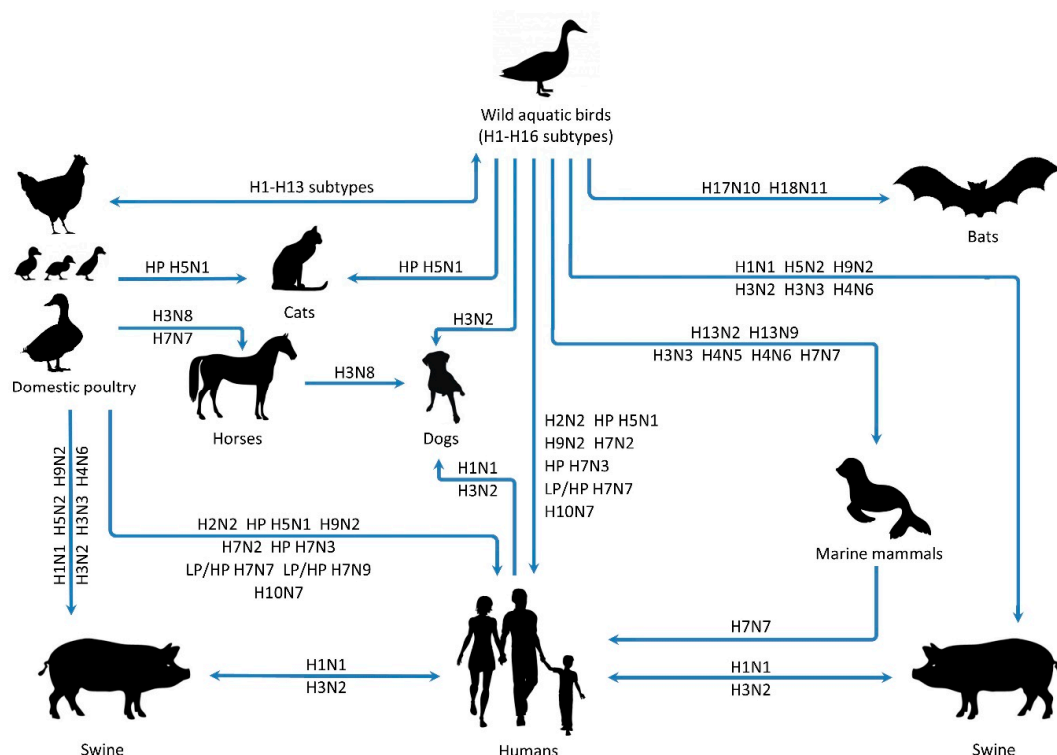 Wild aquatic birds
(H1-H16 subtypes)
H1-H13 subtypes
H17N10 H18N11
Bats
HP H5N1
Cats
HP H5N1
H1N1 H5N2 H9N2
H3N2 H3N3 H4N6
H3N8
H7N7
H3N2
H13N2 H13N9
H3N3 H4N5 H4N6 H7N7
Domestic poultry
H3N8
Horses
Dogs
H2N2 HP H5N1
H9N2 H7N2
HP H7N3
LP/HP H7N7
H10N7
H1N1 H5N2 H9N2
H3N2 H3N3 H4N6
H1N1
H3N2
Marine mammals
H2N2 HP H5N1 H9N2
H7N2 HP H7N3
LP/HP H7N7 LP/HP H7N9
H10N7
H7N7
H1N1
H3N2
H1N1
H3N2
Swine
Humans
Swine